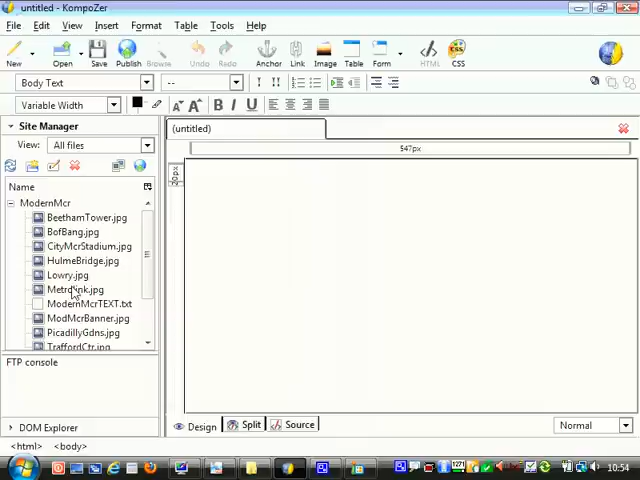 untitled - KompoZer
File Edit View Insert Format Table Tools Help
New Open Save Publish Browse Undo Redo Anchor Link Image Table Form HTML CSS
Body Text --
Variable Width B I U
Site Manager
(untitled)
View: All files
547px
20px
Name
ModernMcr
BeethamTower.jpg
BofBang.jpg
CityMcrStadium.jpg
HulmeBridge.jpg
Lowry.jpg
Metrolink.jpg
ModernMcrTEXT.txt
ModMcrBanner.jpg
PicadillyGdns.jpg
TraffordCtr.jpg
FTP console
DOM Explorer
Design Split Source Normal
<html> <body>
10:54